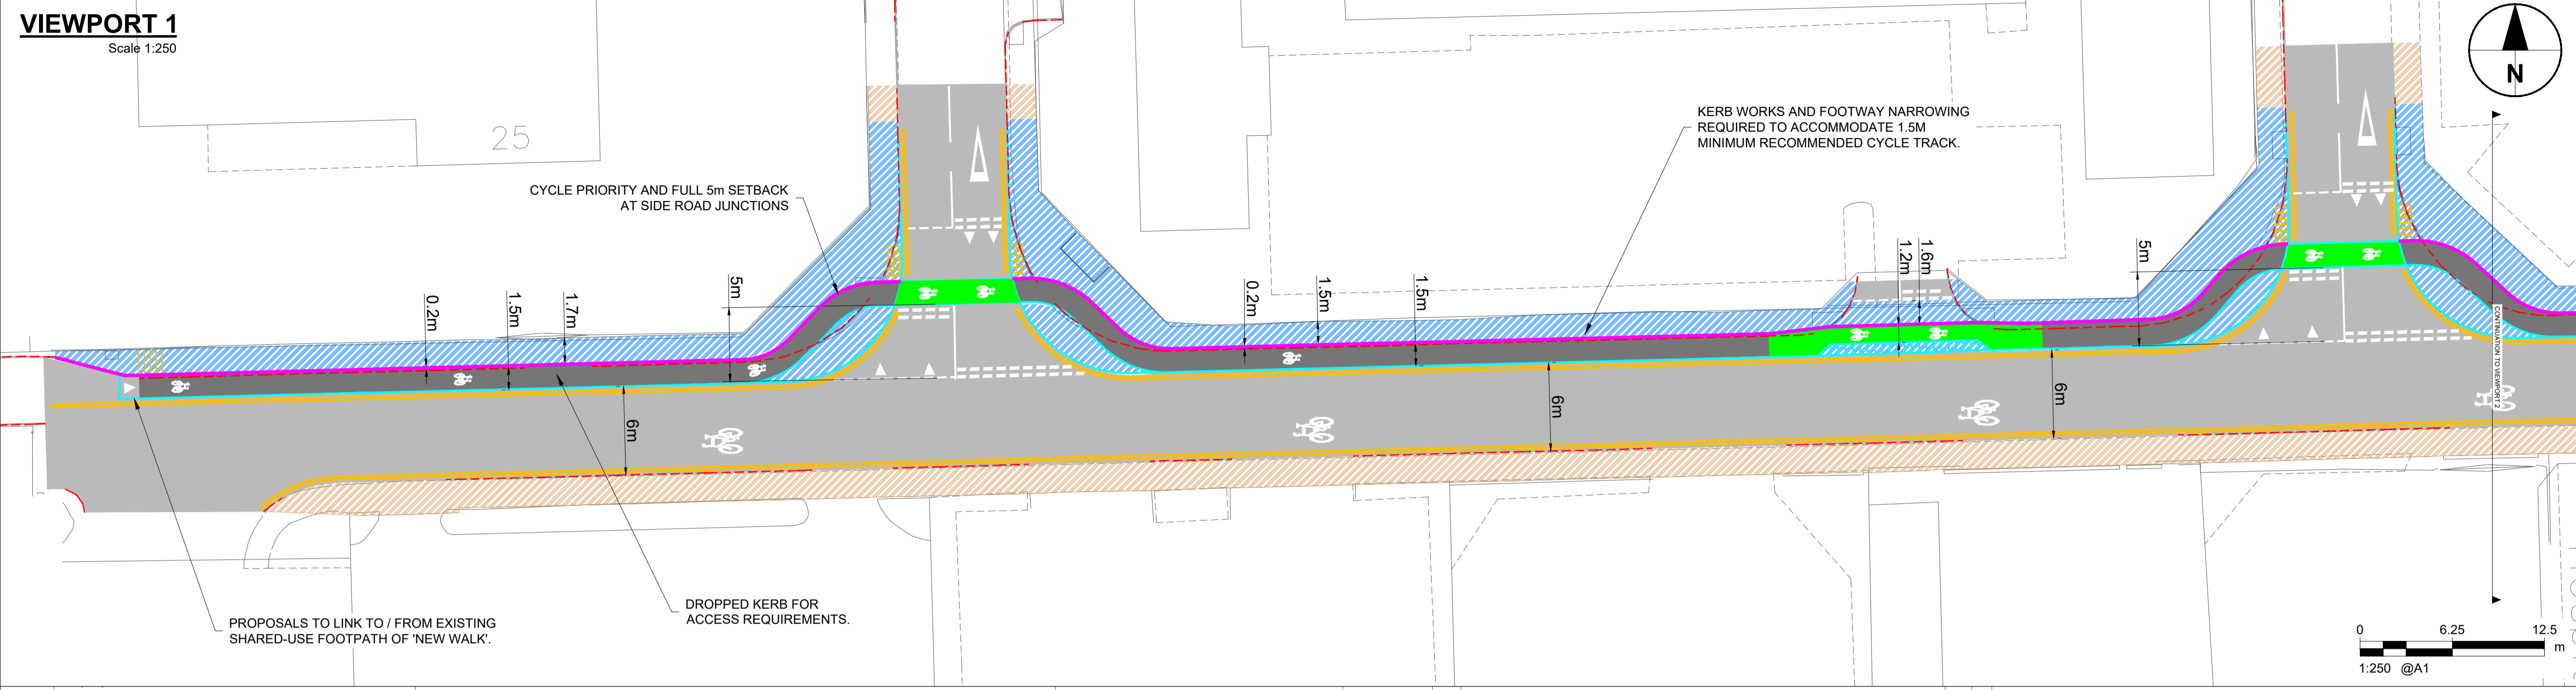 VIEWPORT 1
Scale 1:250
25
N
KERB WORKS AND FOOTWAY NARROWING
REQUIRED TO ACCOMMODATE 1.5M
MINIMUM RECOMMENDED CYCLE TRACK.
CYCLE PRIORITY AND FULL 5m SETBACK
AT SIDE ROAD JUNCTIONS
0.2m
1.5m
1.7m
5m
0.2m
1.5m
1.5m
1.2m
1.6m
5m
6m
6m
6m
CONTINUATION TO VIEWPORT 2
DROPPED KERB FOR
ACCESS REQUIREMENTS.
PROPOSALS TO LINK TO / FROM EXISTING
SHARED-USE FOOTPATH OF 'NEW WALK'.
0 6.25 12.5
m
1:250 @A1